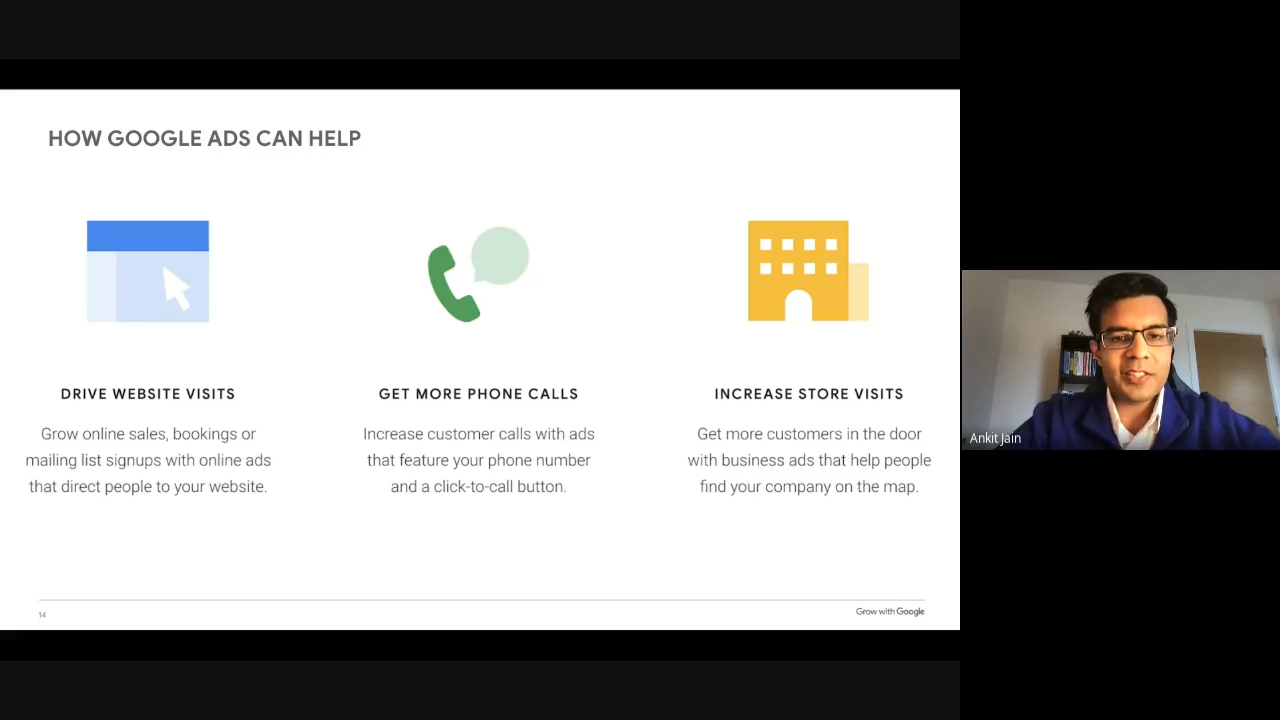 HOW GOOGLE ADS CAN HELP
DRIVE WEBSITE VISITS
Grow online sales, bookings or
mailing list signups with online ads
that direct people to your website.
GET MORE PHONE CALLS
Increase customer calls with ads
that feature your phone number
and a click-to-call button.
INCREASE STORE VISITS
Get more customers in the door
with business ads that help people
find your company on the map.
14
Grow with Google
Ankit Jain